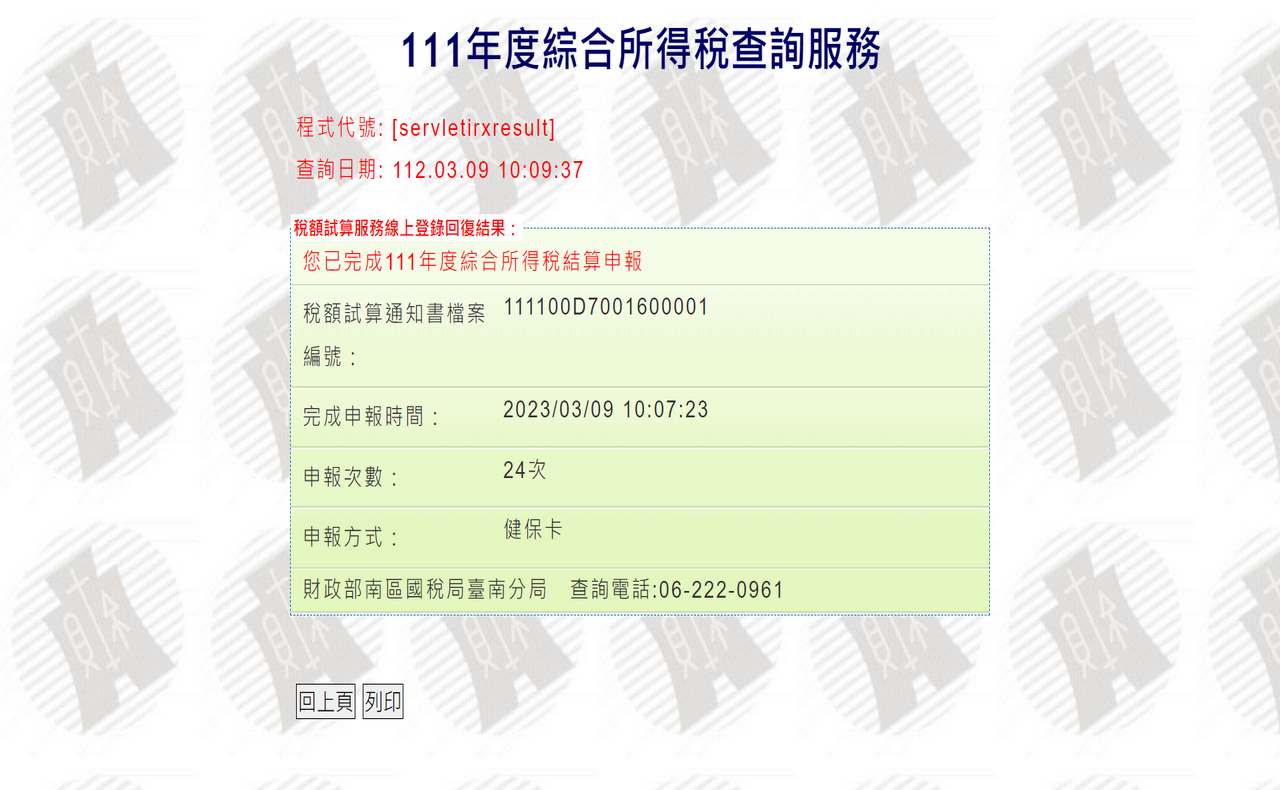 111年度綜合所得稅查詢服務
程式代號: [servletirxresult]
查詢日期: 112.03.09 10:09:37
稅額試算服務線上登錄回復結果：
您已完成111年度綜合所得稅結算申報
稅額試算通知書檔案 111100D7001600001
編號：
完成申報時間： 2023/03/09 10:07:23
申報次數： 24次
申報方式： 健保卡
財政部南區國稅局臺南分局　查詢電話:06-222-0961
回上頁 列印